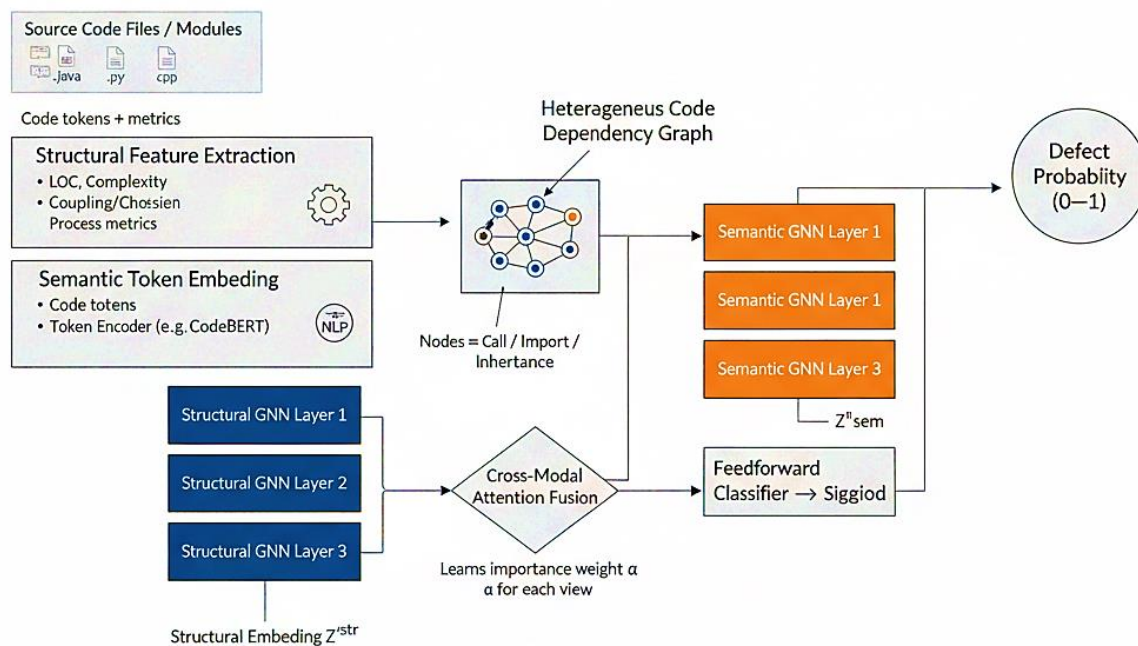 Source Code Files / Modules
.java
.py
cpp
Code tokens + metrics
Structural Feature Extraction
• LOC, Complexity
• Coupling/Chosien
Process metrics
Semantic Token Embeding
• Code totens
• Token Encoder (e.g. CodeBERT)
NLP
Heterageneus Code
Dependency Graph
Nodes = Call / Import /
Inhertance
Structural GNN Layer 1
Structural GNN Layer 2
Structural GNN Layer 3
Structural Embeding Z'str
Cross-Modal
Attention Fusion
Leams importance weight α
α for each view
Semantic GNN Layer 1
Semantic GNN Layer 1
Semantic GNN Layer 3
Z"sem
Feedforward
Classifier → Siggiod
Defect
Probabiity
(0—1)